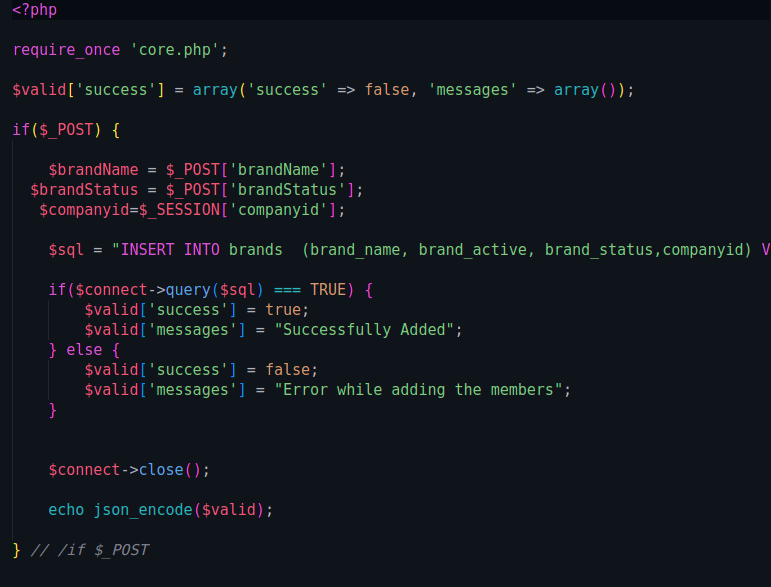 <?php
require_once 'core.php';
$valid['success'] = array('success' => false, 'messages' => array());
if($_POST) {
    $brandName = $_POST['brandName'];
  $brandStatus = $_POST['brandStatus'];
   $companyid=$_SESSION['companyid'];
    $sql = "INSERT INTO brands  (brand_name, brand_active, brand_status,companyid) V
    if($connect->query($sql) === TRUE) {
        $valid['success'] = true;
        $valid['messages'] = "Successfully Added";
    } else {
        $valid['success'] = false;
        $valid['messages'] = "Error while adding the members";
    }
    $connect->close();
    echo json_encode($valid);
} // /if $_POST